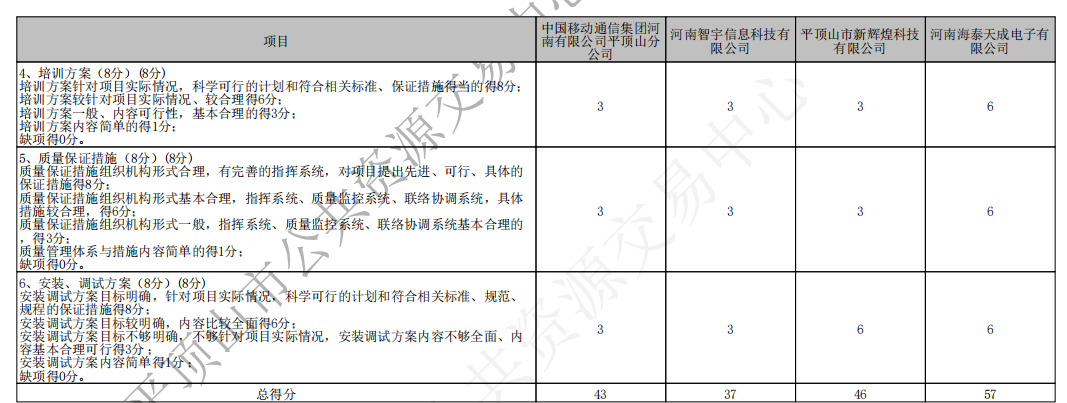 项目
中国移动通信集团河
南有限公司平顶山分
公司
河南智宇信息科技有
限公司
平顶山市新辉煌科技
有限公司
河南海泰天成电子有
限公司
4、培训方案（8分）(8分)
培训方案针对项目实际情况，科学可行的计划和符合相关标准、保证措施得当的得8分；
培训方案较针对项目实际情况、较合理得6分；
培训方案一般、内容可行性，基本合理的得3分；
培训方案内容简单的得1分；
缺项得0分。
3
3
3
6
5、质量保证措施（8分）(8分)
质量保证措施组织机构形式合理，有完善的指挥系统，对项目提出先进、可行、具体的
保证措施得8分；
质量保证措施组织机构形式基本合理，指挥系统、质量监控系统、联络协调系统，具体
措施较合理，得6分；
质量保证措施组织机构形式一般，指挥系统、质量监控系统、联络协调系统基本合理的
，得3分；
质量管理体系与措施内容简单的得1分；
缺项得0分。
3
3
3
6
6、安装、调试方案（8分）(8分)
安装调试方案目标明确，针对项目实际情况，科学可行的计划和符合相关标准、规范、
规程的保证措施得8分；
安装调试方案目标较明确，内容比较全面得6分；
安装调试方案目标不够明确，不够针对项目实际情况，安装调试方案内容不够全面、内
容基本合理可行得3分；
安装调试方案内容简单得1分；
缺项得0分。
3
3
6
6
总得分
43
37
46
57
平顶山市公共资源交易中心
共资源交易中心